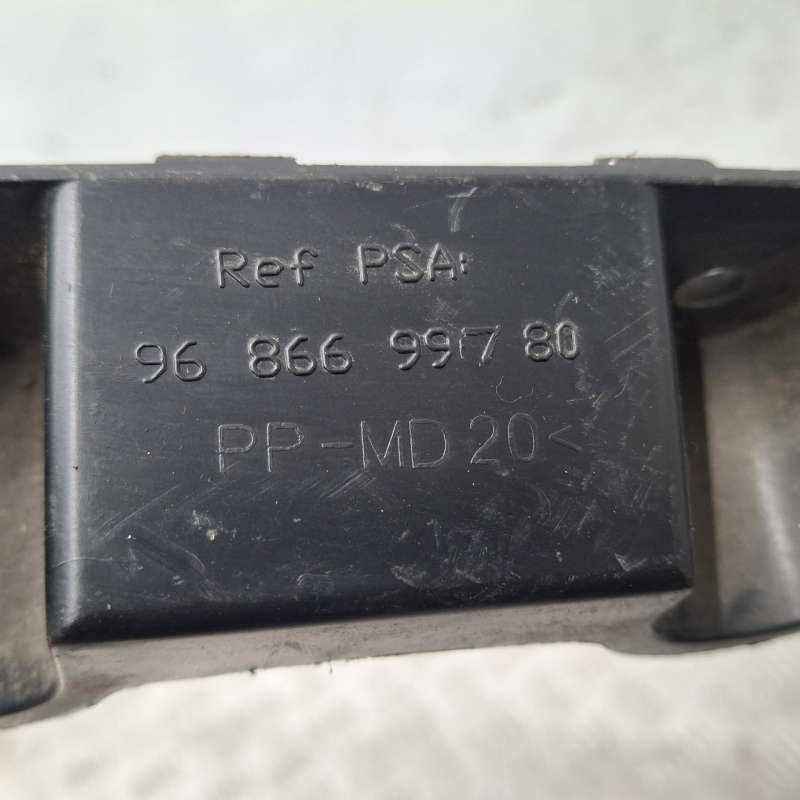 Ref PSA:
96 866 997 80
PP-MD 20<